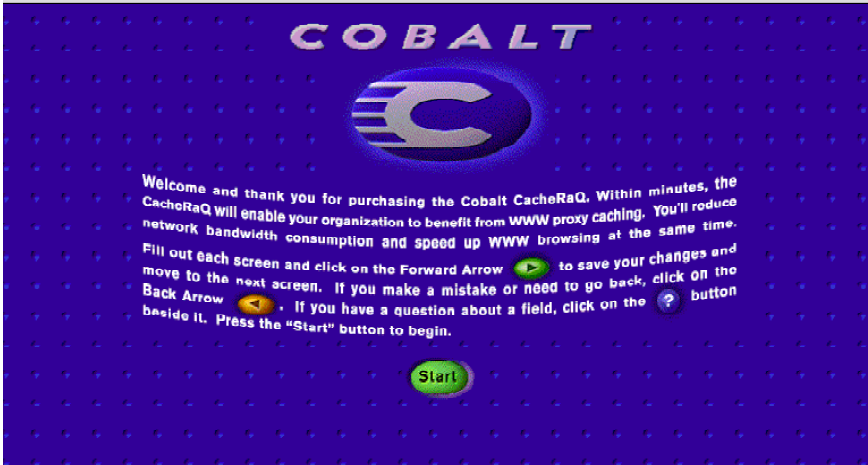 COBALT
C
Welcome and thank you for purchasing the Cobalt CacheRaQ. Within minutes, the
CacheRaQ will enable your organization to benefit from WWW proxy caching. You'll reduce
network bandwidth consumption and speed up WWW browsing at the same time.
Fill out each screen and click on the Forward Arrow to save your changes and
move to the next screen. If you make a mistake or need to go back, click on the
Back Arrow . If you have a question about a field, click on the ? button
beside it. Press the “Start” button to begin.
Start